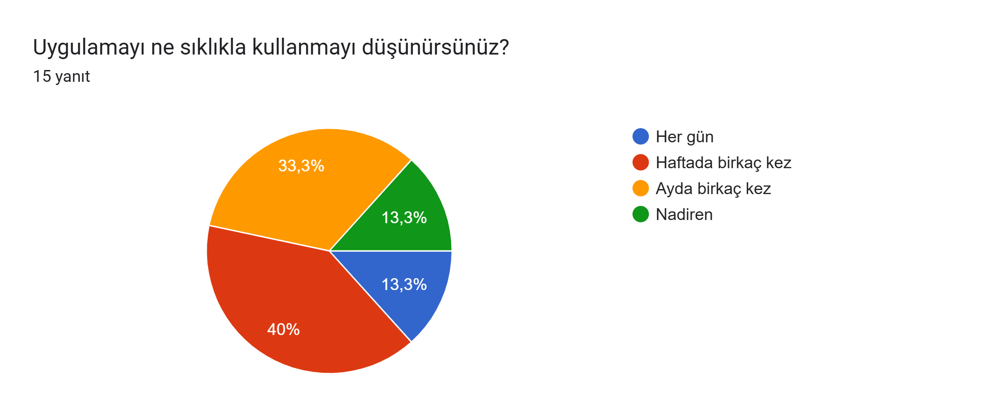 Uygulamayı ne sıklıkla kullanmayı düşünürsünüz?
15 yanıt
33,3%
13,3%
13,3%
40%
Her gün
Haftada birkaç kez
Ayda birkaç kez
Nadiren